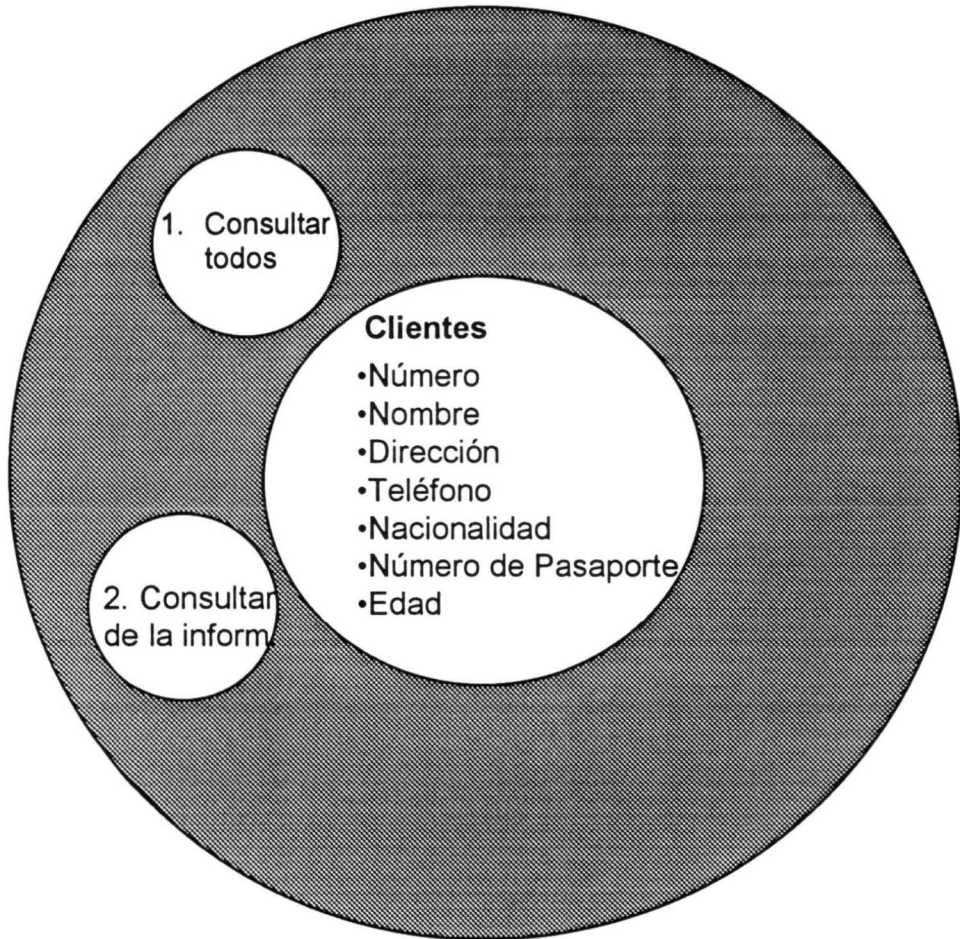 1. Consultar
todos
Clientes
•Número
•Nombre
•Dirección
•Teléfono
•Nacionalidad
•Número de Pasaporte
•Edad
2. Consultar
de la inform.